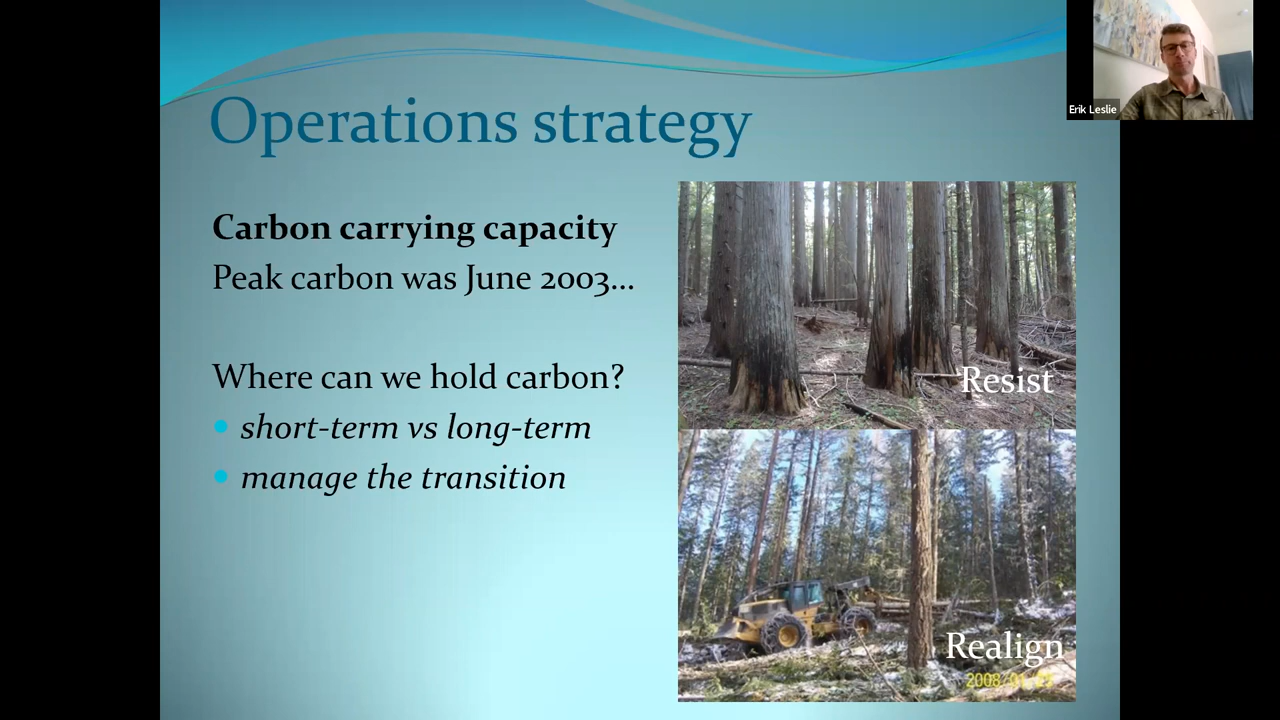 Operations strategy
Erik Leslie
Carbon carrying capacity
Peak carbon was June 2003...
Where can we hold carbon?
short-term vs long-term
manage the transition
Resist
Realign
2008